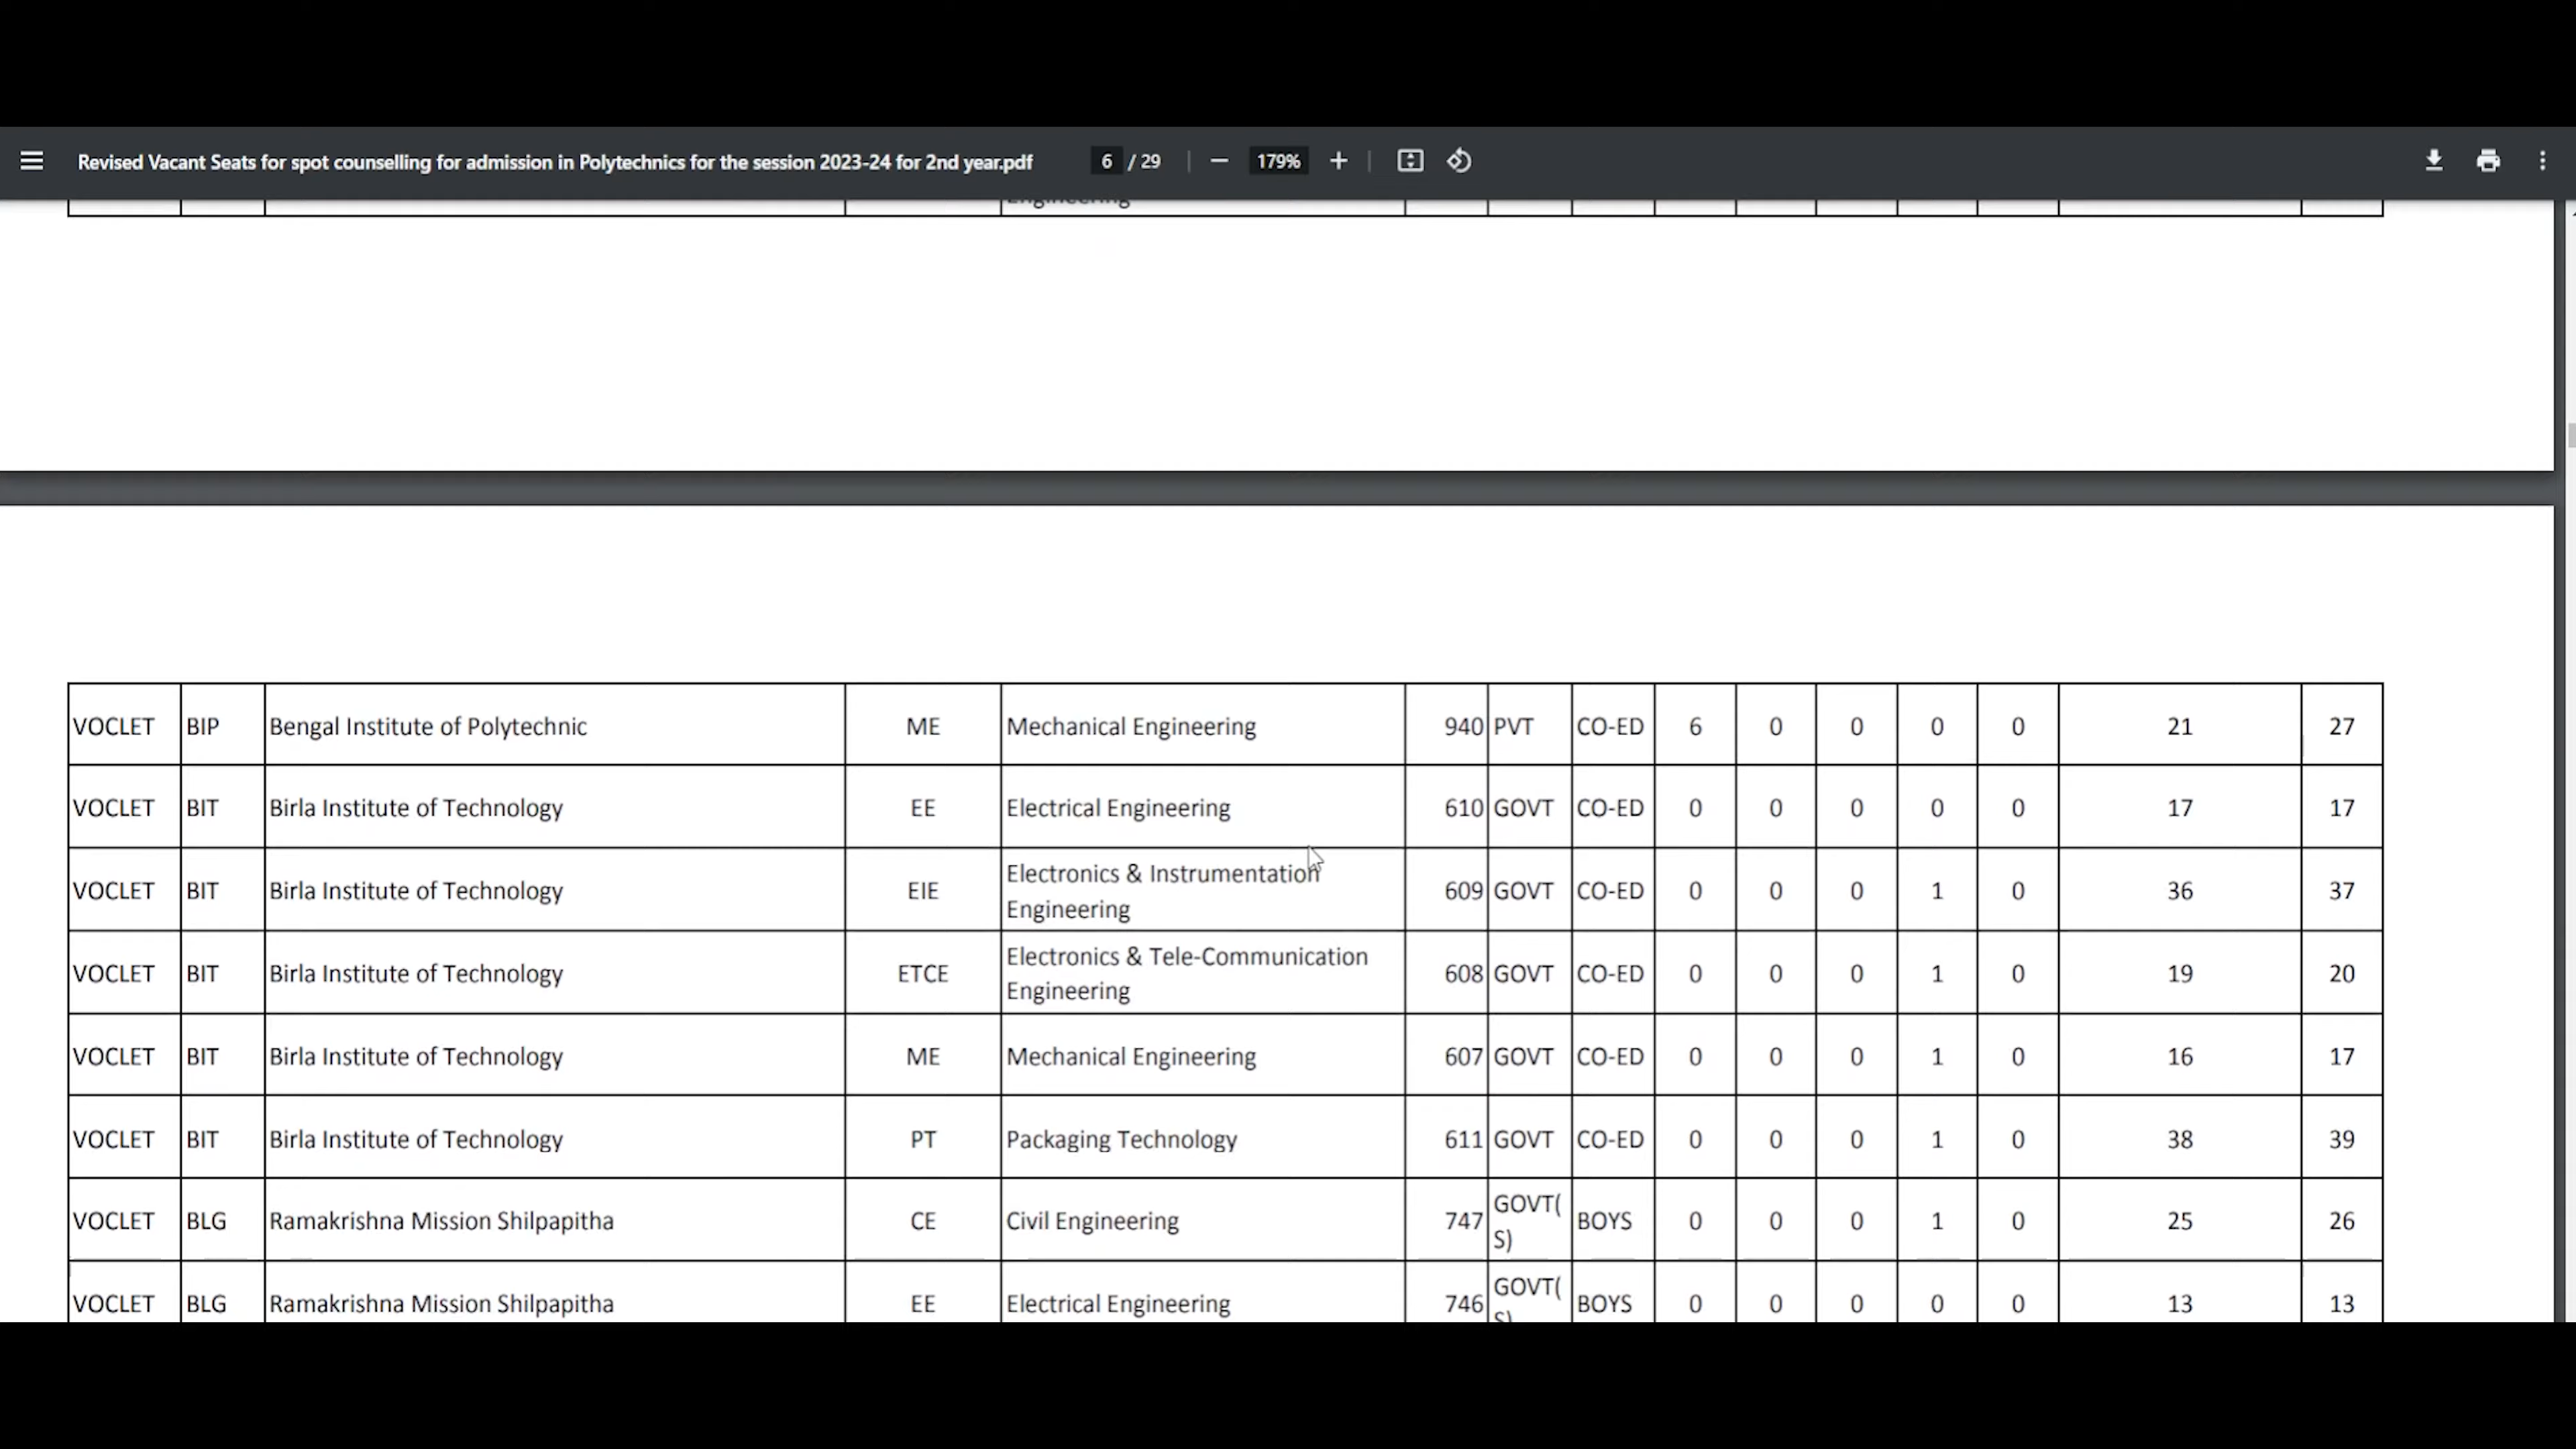 Revised Vacant Seats for spot counselling for admission in Polytechnics for the session 2023-24 for 2nd year.pdf 6 / 29 − 179% +
Engineering
VOCLET BIP Bengal Institute of Polytechnic ME Mechanical Engineering 940 PVT CO-ED 6 0 0 0 0 21 27
VOCLET BIT Birla Institute of Technology EE Electrical Engineering 610 GOVT CO-ED 0 0 0 0 0 17 17
VOCLET BIT Birla Institute of Technology EIE Electronics & Instrumentation
Engineering 609 GOVT CO-ED 0 0 0 1 0 36 37
VOCLET BIT Birla Institute of Technology ETCE Electronics & Tele-Communication
Engineering 608 GOVT CO-ED 0 0 0 1 0 19 20
VOCLET BIT Birla Institute of Technology ME Mechanical Engineering 607 GOVT CO-ED 0 0 0 1 0 16 17
VOCLET BIT Birla Institute of Technology PT Packaging Technology 611 GOVT CO-ED 0 0 0 1 0 38 39
VOCLET BLG Ramakrishna Mission Shilpapitha CE Civil Engineering 747 GOVT(
S) BOYS 0 0 0 1 0 25 26
VOCLET BLG Ramakrishna Mission Shilpapitha EE Electrical Engineering 746 GOVT(
S) BOYS 0 0 0 0 0 13 13